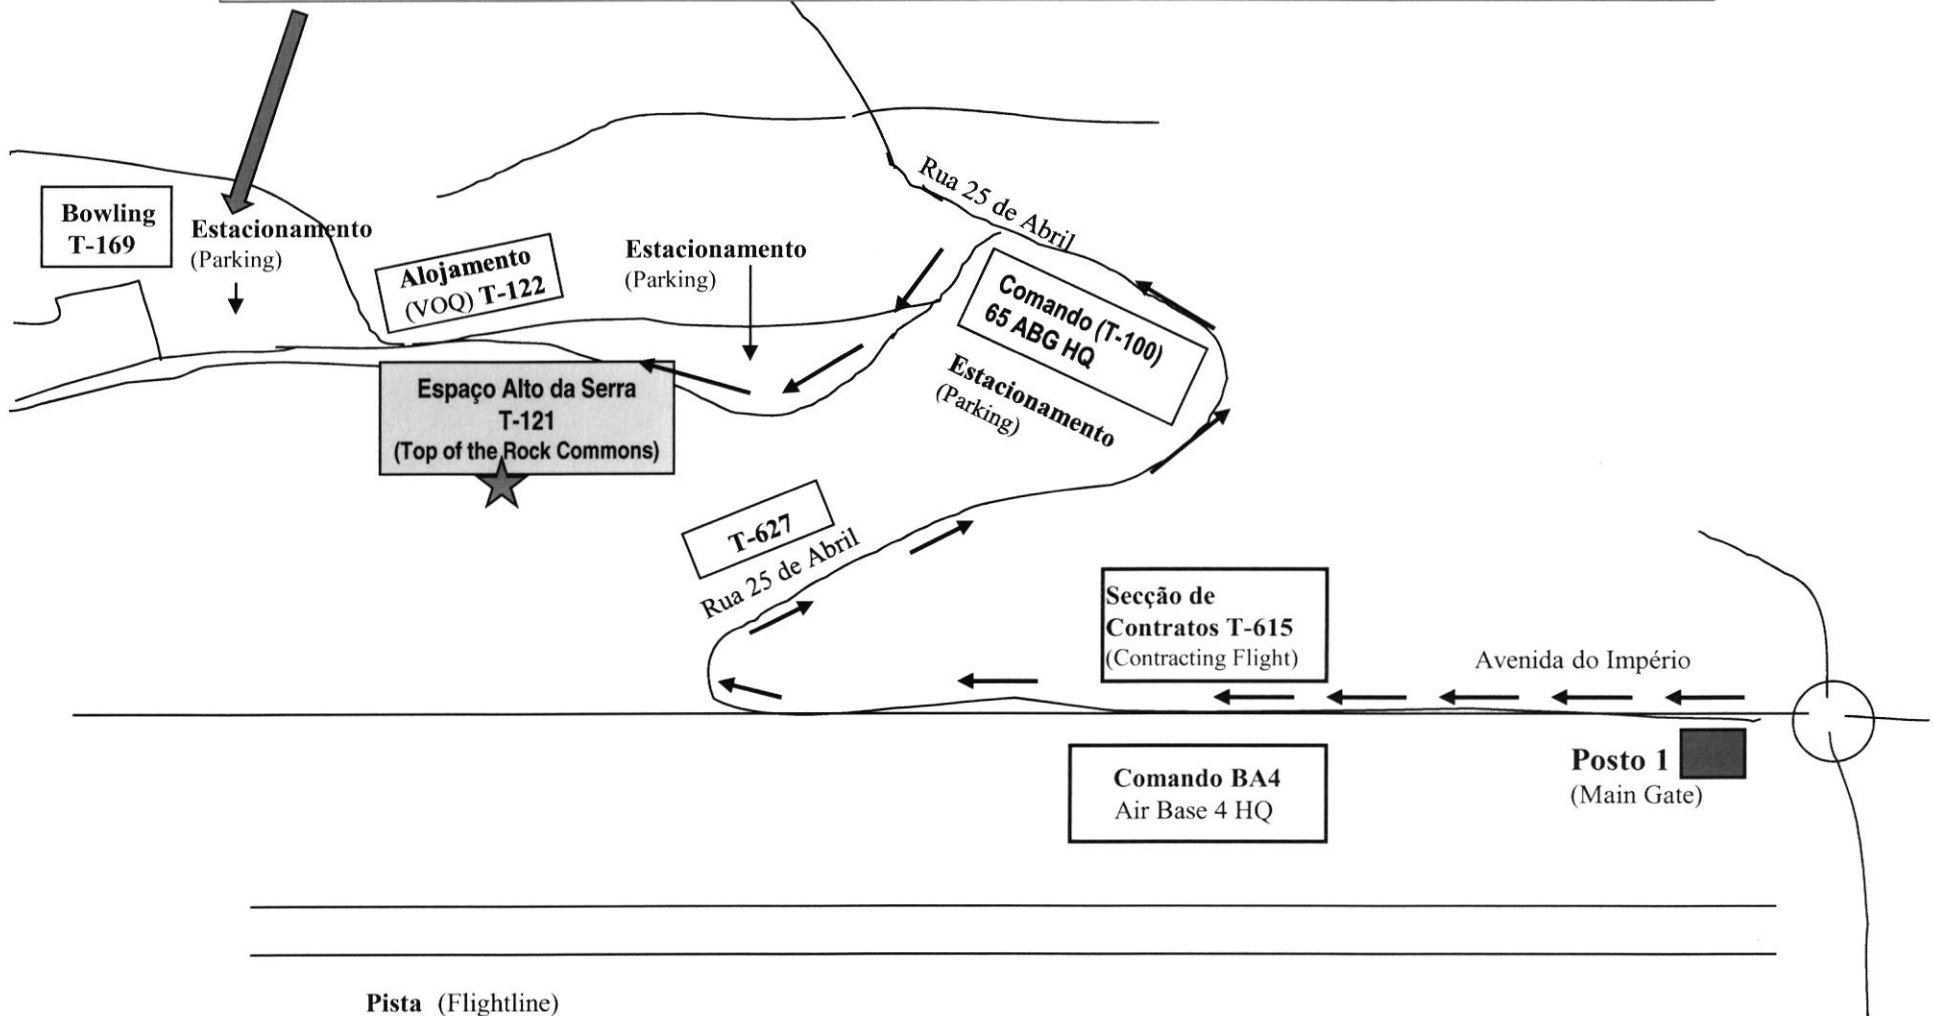 Rua 25 de Abril
Bowling
T-169
Estacionamento
(Parking)
Alojamento
(VOQ) T-122
Estacionamento
(Parking)
Comando (T-100)
65 ABG HQ
Estacionamento
(Parking)
Espaço Alto da Serra
T-121
(Top of the Rock Commons)
T-627
Rua 25 de Abril
Secção de
Contratos T-615
(Contracting Flight)
Avenida do Império
Posto 1
(Main Gate)
Comando BA4
Air Base 4 HQ
Pista (Flightline)